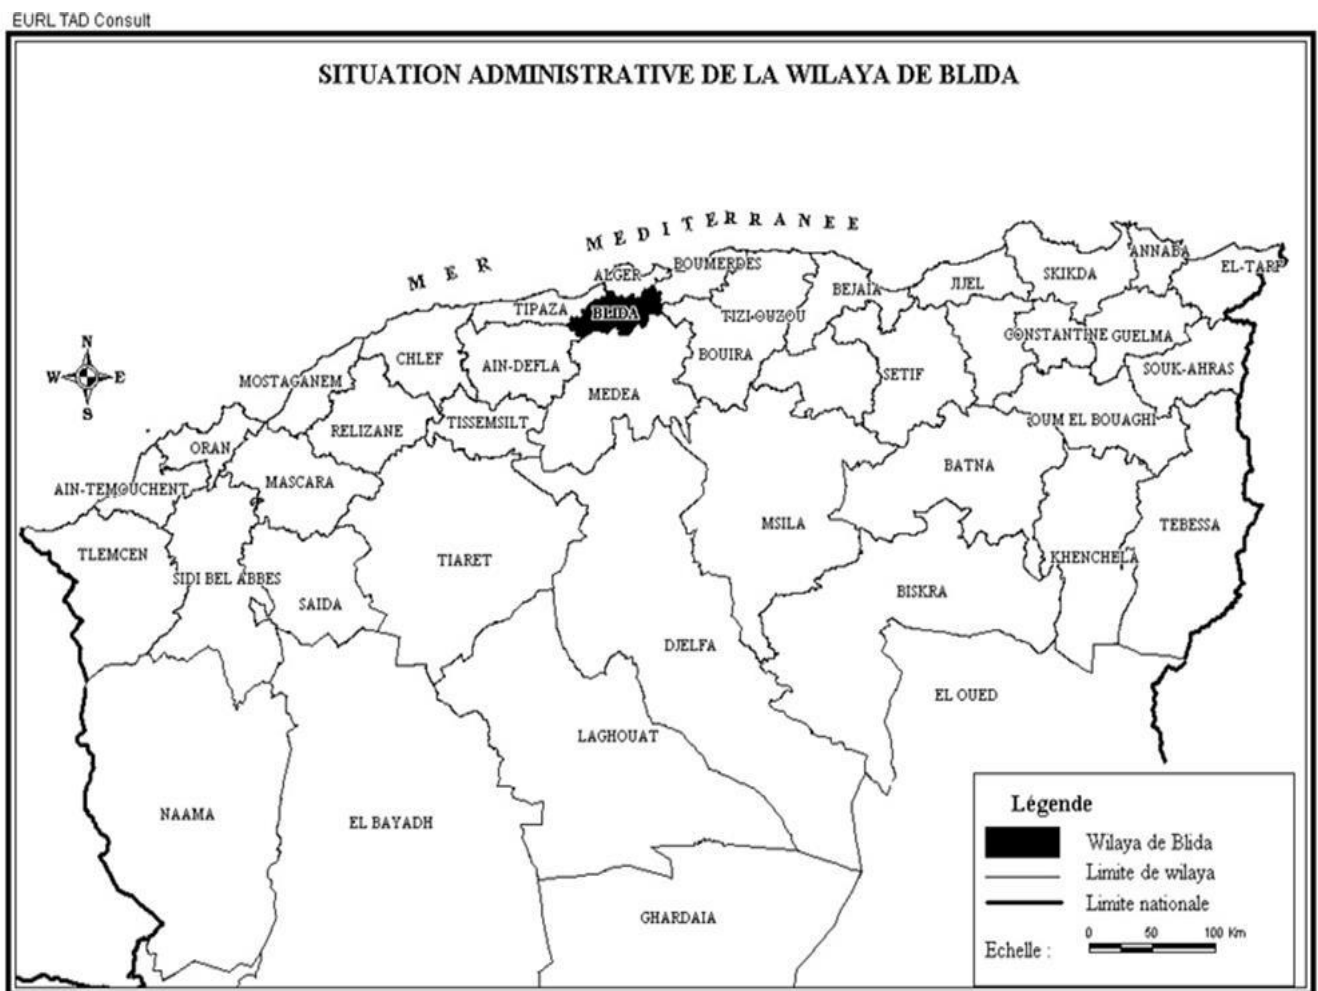 EURL TAD Consult
SITUATION ADMINISTRATIVE DE LA WILAYA DE BLIDA
MER MEDITERRANEE
ALGER
BOUMERDES
ANNABA
EL-TARF
SKIKDA
JIJEL
BEJAIA
TIPAZA
BLIDA
TIZI-OUZOU
CONSTANTINE
GUELMA
N
W E
S
CHLEF
AIN-DEFLA
BOUIRA
SETIF
SOUK-AHRAS
MOSTAGANEM
MEDEA
TISSEMSILT
RELIZANE
OUM EL BOUAGHI
ORAN
BATNA
MASCARA
AIN-TEMOUCHENT
MSILA
TEBESSA
TLEMCEN
TIARET
KHENCHELA
SIDI BEL ABBES
SAIDA
BISKRA
DJELFA
EL OUED
LAGHOUAT
NAAMA
EL BAYADH
GHARDAIA
Légende
Wilaya de Blida
Limite de wilaya
Limite nationale
Echelle :
0 50 100 Km